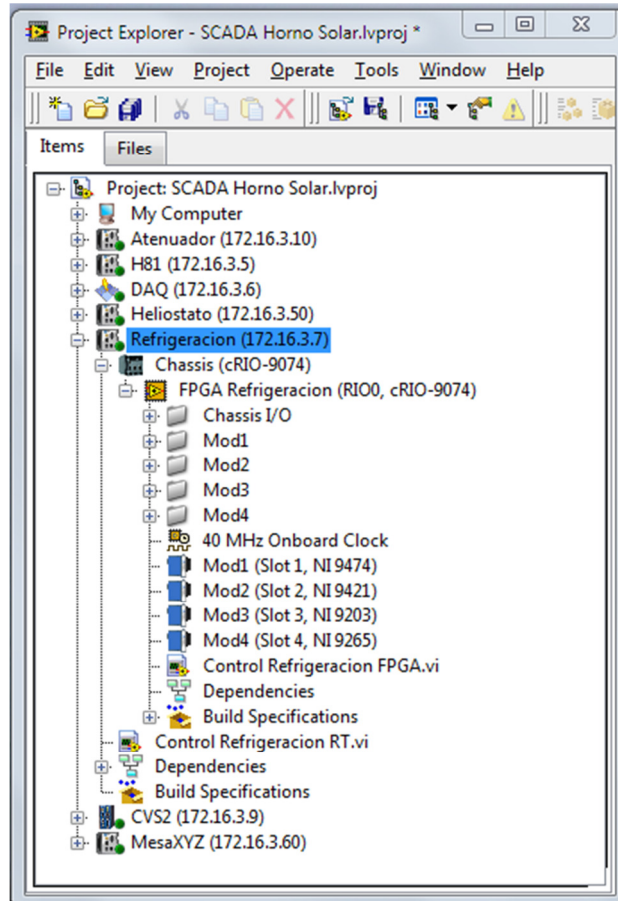 Project Explorer - SCADA Horno Solar.lvproj *
File Edit View Project Operate Tools Window Help
Items Files
Project: SCADA Horno Solar.lvproj
My Computer
Atenuador (172.16.3.10)
H81 (172.16.3.5)
DAQ (172.16.3.6)
Heliostato (172.16.3.50)
Refrigeracion (172.16.3.7)
Chassis (cRIO-9074)
FPGA Refrigeracion (RIO0, cRIO-9074)
Chassis I/O
Mod1
Mod2
Mod3
Mod4
40 MHz Onboard Clock
Mod1 (Slot 1, NI 9474)
Mod2 (Slot 2, NI 9421)
Mod3 (Slot 3, NI 9203)
Mod4 (Slot 4, NI 9265)
Control Refrigeracion FPGA.vi
Dependencies
Build Specifications
Control Refrigeracion RT.vi
Dependencies
Build Specifications
CVS2 (172.16.3.9)
MesaXYZ (172.16.3.60)